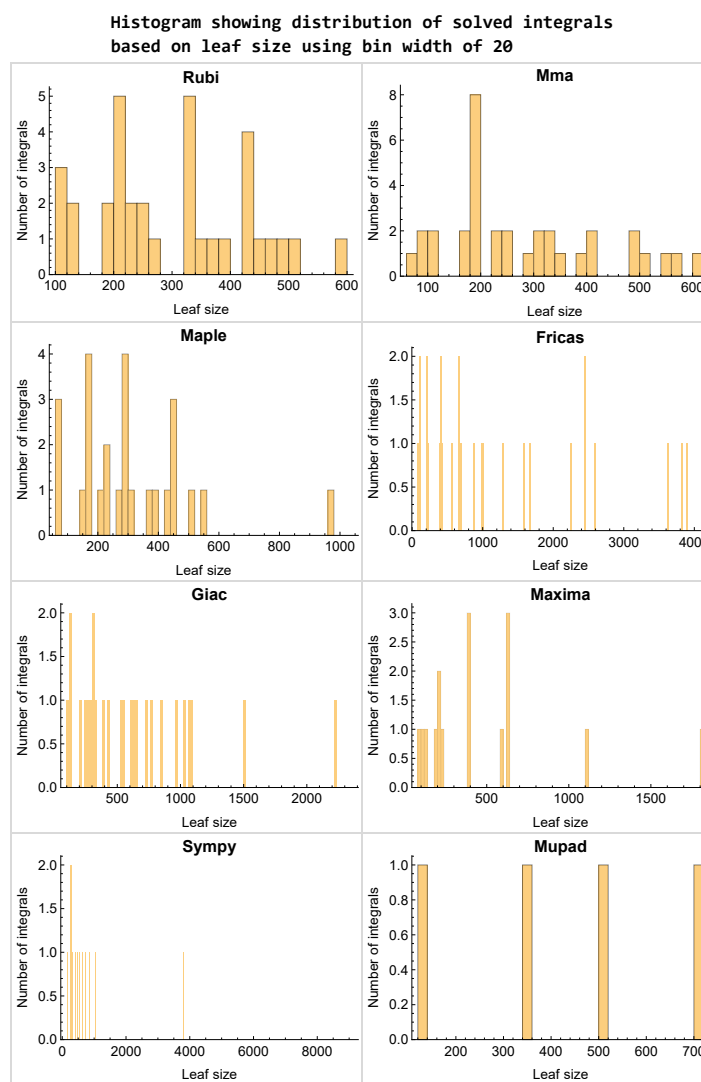 Histogram showing distribution of solved integrals
based on leaf size using bin width of 20
Rubi
Number of integrals
5
4
3
2
1
0
100 200 300 400 500 600
Leaf size
Mma
Number of integrals
8
6
4
2
0
100 200 300 400 500 600
Leaf size
Maple
Number of integrals
4
3
2
1
0
200 400 600 800 1000
Leaf size
Fricas
Number of integrals
2.0
1.5
1.0
0.5
0.0
0 1000 2000 3000 400
Leaf size
Giac
Number of integrals
2.0
1.5
1.0
0.5
0.0
500 1000 1500 2000
Leaf size
Maxima
Number of integrals
3.0
2.5
2.0
1.5
1.0
0.5
0.0
500 1000 1500
Leaf size
Sympy
Number of integrals
2.0
1.5
1.0
0.5
0.0
0 2000 4000 6000 8000
Leaf size
Mupad
Number of integrals
1.0
0.8
0.6
0.4
0.2
0.0
200 300 400 500 600 700
Leaf size